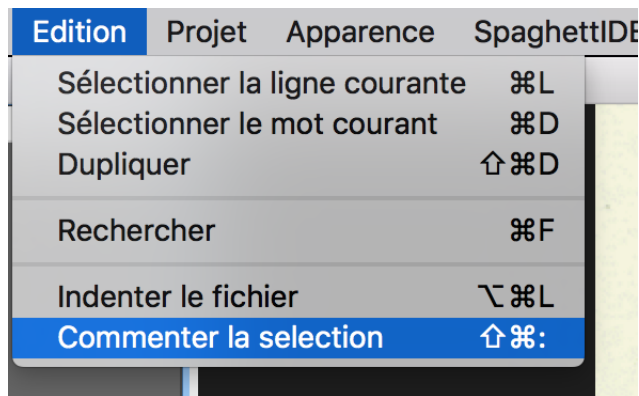 Edition Projet Apparence SpaghettIDE
Sélectionner la ligne courante ⌘L
Sélectionner le mot courant ⌘D
Dupliquer ⇧⌘D
Rechercher ⌘F
Indenter le fichier ⌥⌘L
Commenter la selection ⇧⌘: